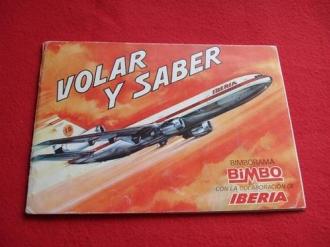 VOLAR
Y SABER
IBERIA
BIMBORAMA
BIMBO
CON LA COLABORACION DE
IBERIA